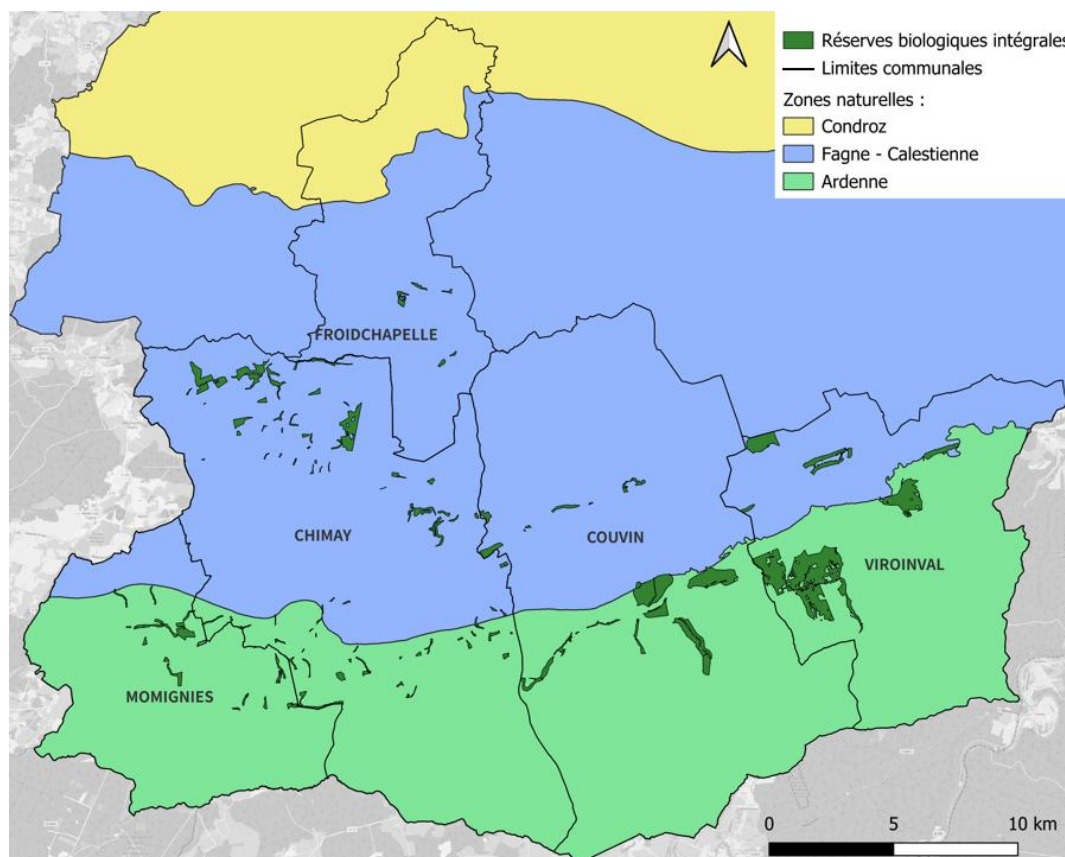 Réserves biologiques intégrales
Limites communales
Zones naturelles :
Condroz
Fagne - Calestienne
Ardenne
FROIDCHAPELLE
CHIMAY
COUVIN
VIROINVAL
MOMIGNIES
0 5 10 km